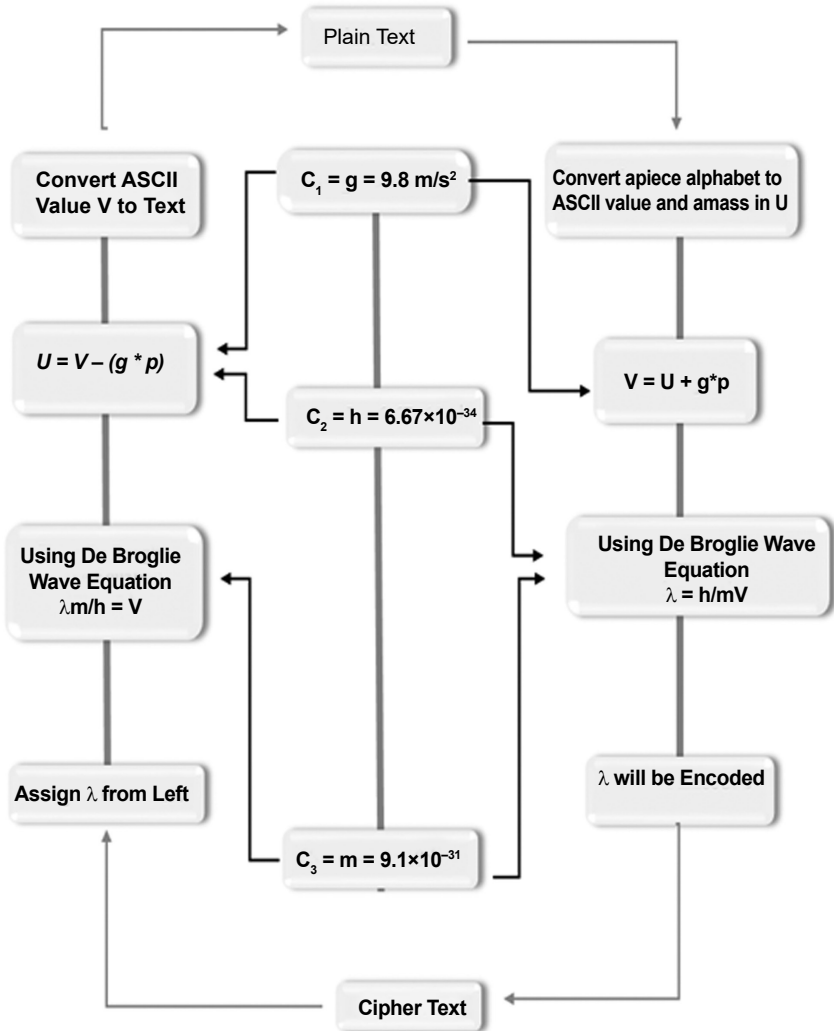 Plain Text
Convert ASCII
Value V to Text
C₁ = g = 9.8 m/s²
Convert apiece alphabet to
ASCII value and amass in U
U = V – (g * p)
V = U + g*p
C₂ = h = 6.67×10⁻³⁴
Using De Broglie
Wave Equation
λm/h = V
Using De Broglie Wave
Equation
λ = h/mV
Assign λ from Left
λ will be Encoded
C₃ = m = 9.1×10⁻³¹
Cipher Text